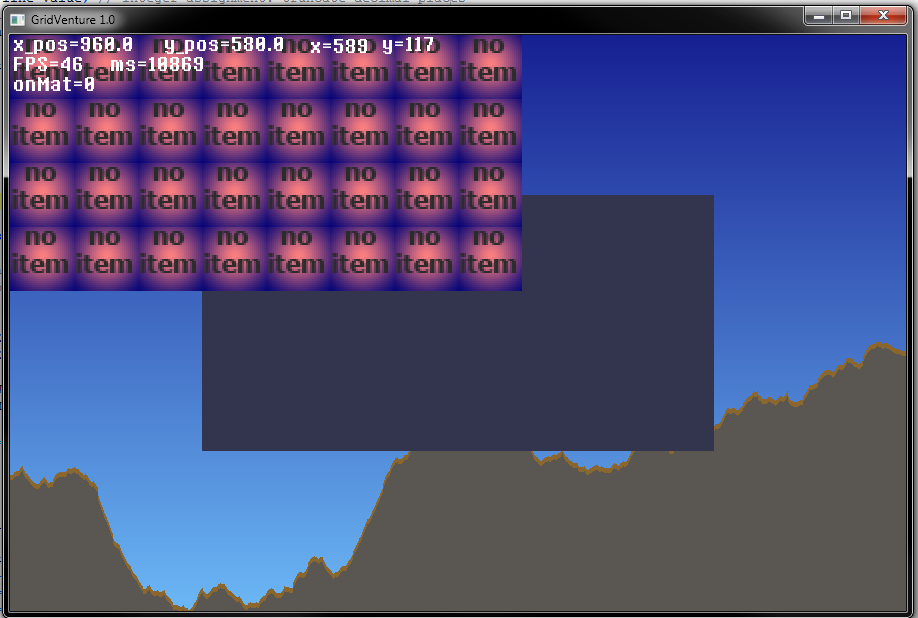 line value; // integer assignment: truncate decimal places
GridVenture 1.0
x_pos=960.0 y_pos=580.0 x=589 y=117
FPS=46 ms=10869
onMat=0
no no no no no no no no
item item item item item item item item
no no no no no no no no
item item item item item item item item
no no no no no no no no
item item item item item item item item
no no no no no no no no
item item item item item item item item